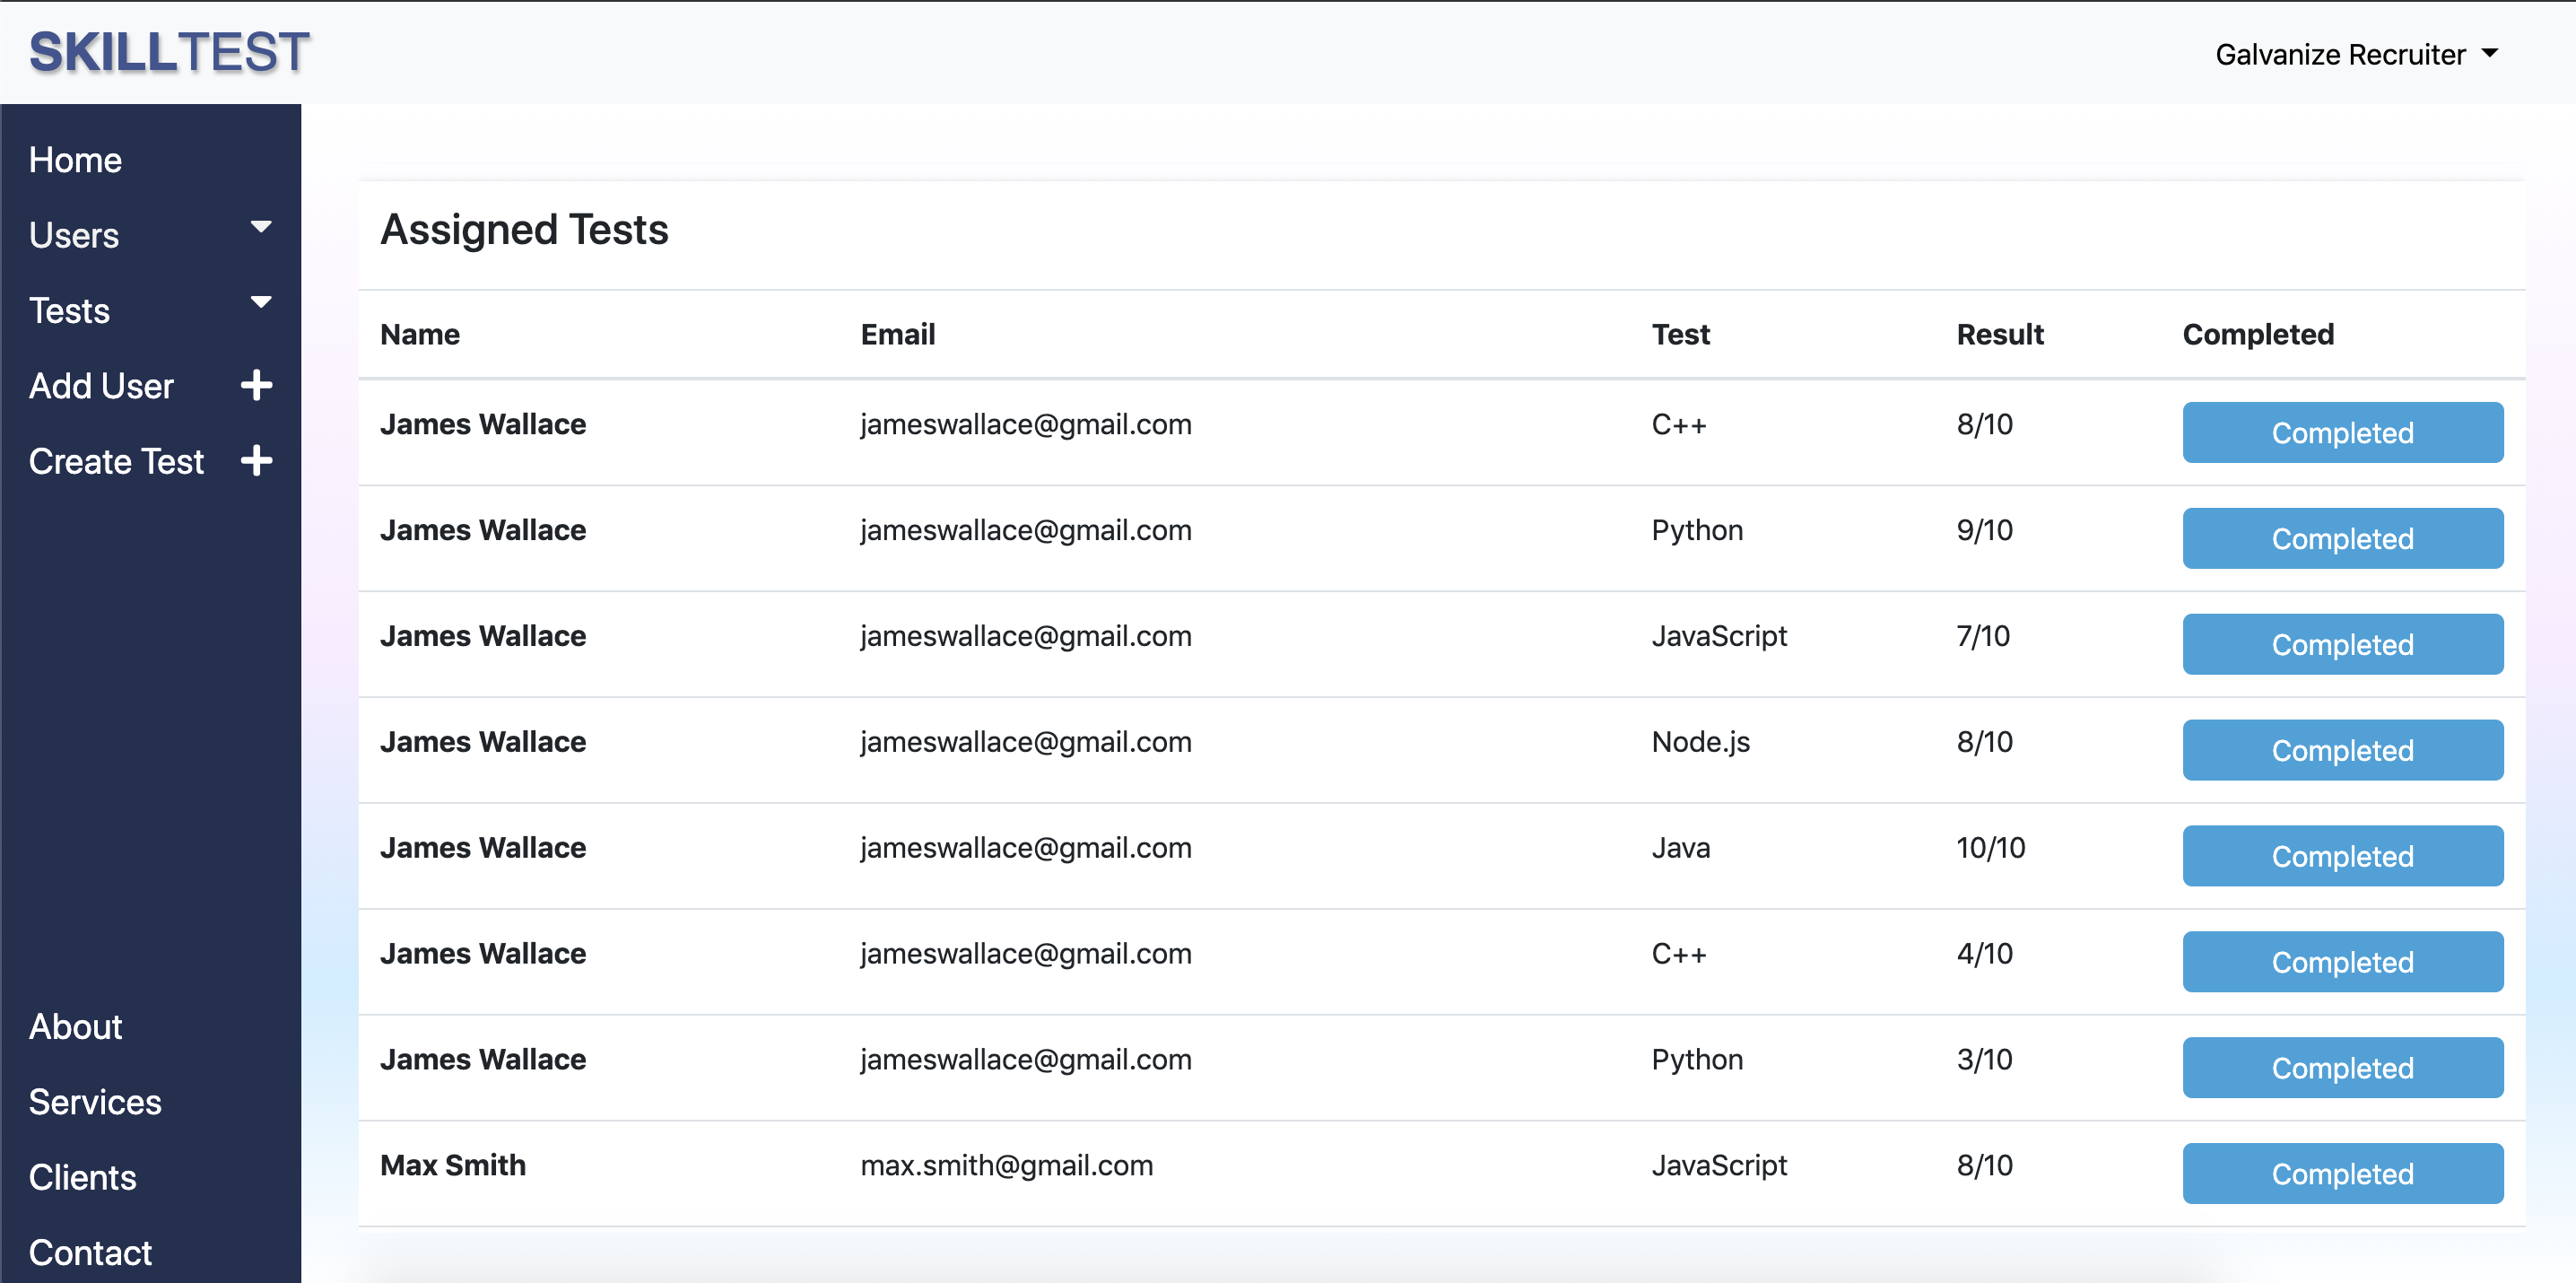 SKILLTEST
Galvanize Recruiter
Home
Users
Tests
Add User
Create Test
About
Services
Clients
Contact
Assigned Tests
Name Email Test Result Completed
James Wallace jameswallace@gmail.com C++ 8/10 Completed
James Wallace jameswallace@gmail.com Python 9/10 Completed
James Wallace jameswallace@gmail.com JavaScript 7/10 Completed
James Wallace jameswallace@gmail.com Node.js 8/10 Completed
James Wallace jameswallace@gmail.com Java 10/10 Completed
James Wallace jameswallace@gmail.com C++ 4/10 Completed
James Wallace jameswallace@gmail.com Python 3/10 Completed
Max Smith max.smith@gmail.com JavaScript 8/10 Completed